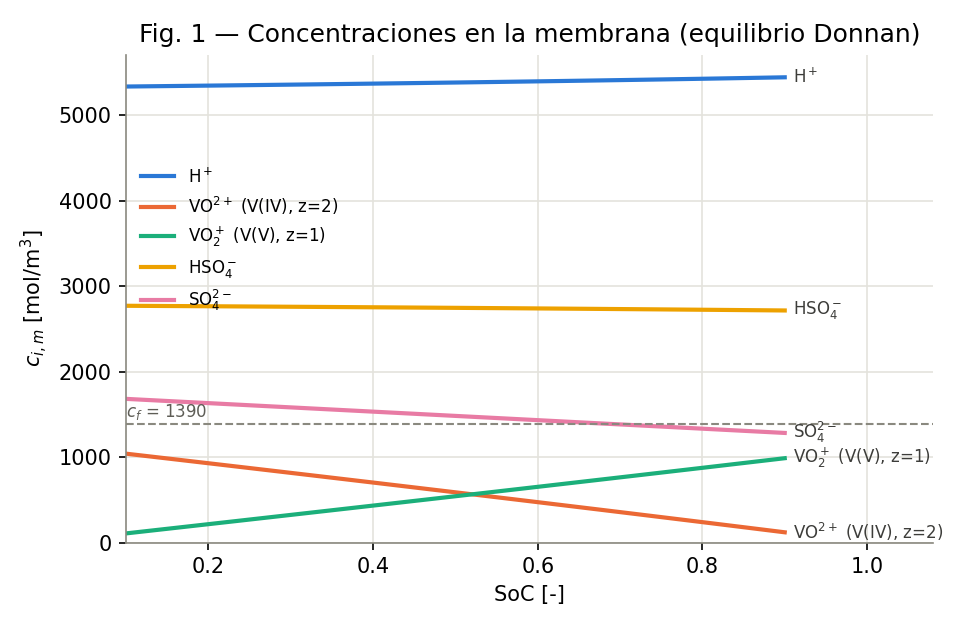 Fig. 1 — Concentraciones en la membrana (equilibrio Donnan)
H⁺
5000
H⁺
4000
VO²⁺ (V(IV), z=2)
VO₂⁺ (V(V), z=1)
HSO₄⁻
3000
SO₄²⁻
HSO₄⁻
c_{i,m} [mol/m³]
2000
c_f = 1390
SO₄²⁻
1000
VO₂⁺ (V(V), z=1)
VO²⁺ (V(IV), z=2)
0
0.2 0.4 0.6 0.8 1.0
SoC [-]